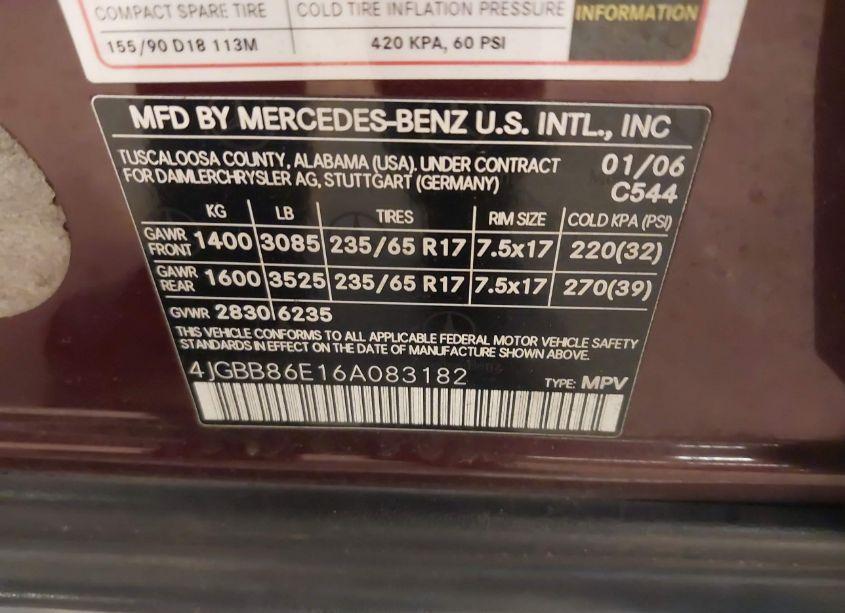 COMPACT SPARE TIRE COLD TIRE INFLATION PRESSURE INFORMATION
155/90 D18 113M 420 KPA, 60 PSI
MFD BY MERCEDES-BENZ U.S. INTL., INC
TUSCALOOSA COUNTY, ALABAMA (USA). UNDER CONTRACT 01/06
FOR DAIMLERCHRYSLER AG, STUTTGART (GERMANY) C544
KG LB TIRES RIM SIZE COLD KPA (PSI)
GAWR FRONT 1400 3085 235/65 R17 7.5x17 220(32)
GAWR REAR 1600 3525 235/65 R17 7.5x17 270(39)
GVWR 2830 6235
THIS VEHICLE CONFORMS TO ALL APPLICABLE FEDERAL MOTOR VEHICLE SAFETY
STANDARDS IN EFFECT ON THE DATE OF MANUFACTURE SHOWN ABOVE.
4JGBB86E16A083182 TYPE: MPV